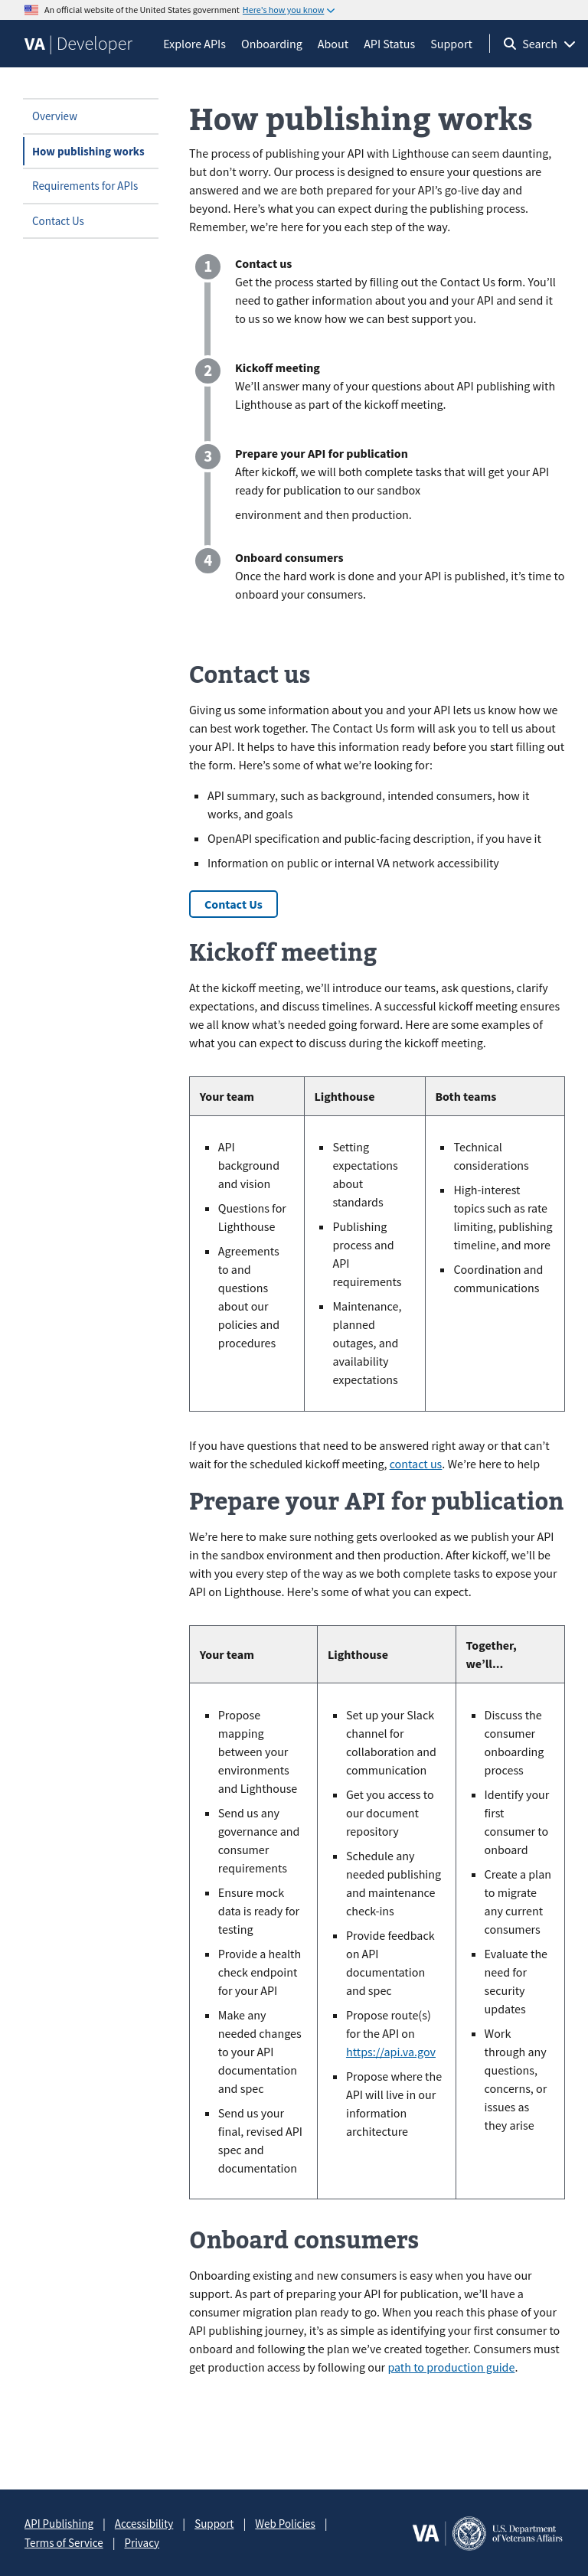 An official website of the United States government Here's how you know
VA Developer
Explore APIs Onboarding About API Status Support Search
Overview
How publishing works
Requirements for APIs
Contact Us
How publishing works
The process of publishing your API with Lighthouse can seem daunting,
but don’t worry. Our process is designed to ensure your questions are
answered and we are both prepared for your API’s go-live day and
beyond. Here’s what you can expect during the publishing process.
Remember, we’re here for you each step of the way.
1
Contact us
Get the process started by filling out the Contact Us form. You’ll
need to gather information about you and your API and send it
to us so we know how we can best support you.
2
Kickoff meeting
We’ll answer many of your questions about API publishing with
Lighthouse as part of the kickoff meeting.
3
Prepare your API for publication
After kickoff, we will both complete tasks that will get your API
ready for publication to our sandbox
environment and then production.
4
Onboard consumers
Once the hard work is done and your API is published, it’s time to
onboard your consumers.
Contact us
Giving us some information about you and your API lets us know how we
can best work together. The Contact Us form will ask you to tell us about
your API. It helps to have this information ready before you start filling out
the form. Here’s some of what we’re looking for:
API summary, such as background, intended consumers, how it
works, and goals
OpenAPI specification and public-facing description, if you have it
Information on public or internal VA network accessibility
Contact Us
Kickoff meeting
At the kickoff meeting, we’ll introduce our teams, ask questions, clarify
expectations, and discuss timelines. A successful kickoff meeting ensures
we all know what’s needed going forward. Here are some examples of
what you can expect to discuss during the kickoff meeting.
Your team
Lighthouse
Both teams
API
background
and vision
Questions for
Lighthouse
Agreements
to and
questions
about our
policies and
procedures
Setting
expectations
about
standards
Publishing
process and
API
requirements
Maintenance,
planned
outages, and
availability
expectations
Technical
considerations
High-interest
topics such as rate
limiting, publishing
timeline, and more
Coordination and
communications
If you have questions that need to be answered right away or that can’t
wait for the scheduled kickoff meeting, contact us. We’re here to help
Prepare your API for publication
We’re here to make sure nothing gets overlooked as we publish your API
in the sandbox environment and then production. After kickoff, we’ll be
with you every step of the way as we both complete tasks to expose your
API on Lighthouse. Here’s some of what you can expect.
Your team
Lighthouse
Together,
we’ll...
Propose
mapping
between your
environments
and Lighthouse
Send us any
governance and
consumer
requirements
Ensure mock
data is ready for
testing
Provide a health
check endpoint
for your API
Make any
needed changes
to your API
documentation
and spec
Send us your
final, revised API
spec and
documentation
Set up your Slack
channel for
collaboration and
communication
Get you access to
our document
repository
Schedule any
needed publishing
and maintenance
check-ins
Provide feedback
on API
documentation
and spec
Propose route(s)
for the API on
https://api.va.gov
Propose where the
API will live in our
information
architecture
Discuss the
consumer
onboarding
process
Identify your
first
consumer to
onboard
Create a plan
to migrate
any current
consumers
Evaluate the
need for
security
updates
Work
through any
questions,
concerns, or
issues as
they arise
Onboard consumers
Onboarding existing and new consumers is easy when you have our
support. As part of preparing your API for publication, we’ll have a
consumer migration plan ready to go. When you reach this phase of your
API publishing journey, it’s as simple as identifying your first consumer to
onboard and following the plan we’ve created together. Consumers must
get production access by following our path to production guide.
API Publishing | Accessibility | Support | Web Policies |
Terms of Service | Privacy
VA
U.S. Department
of Veterans Affairs